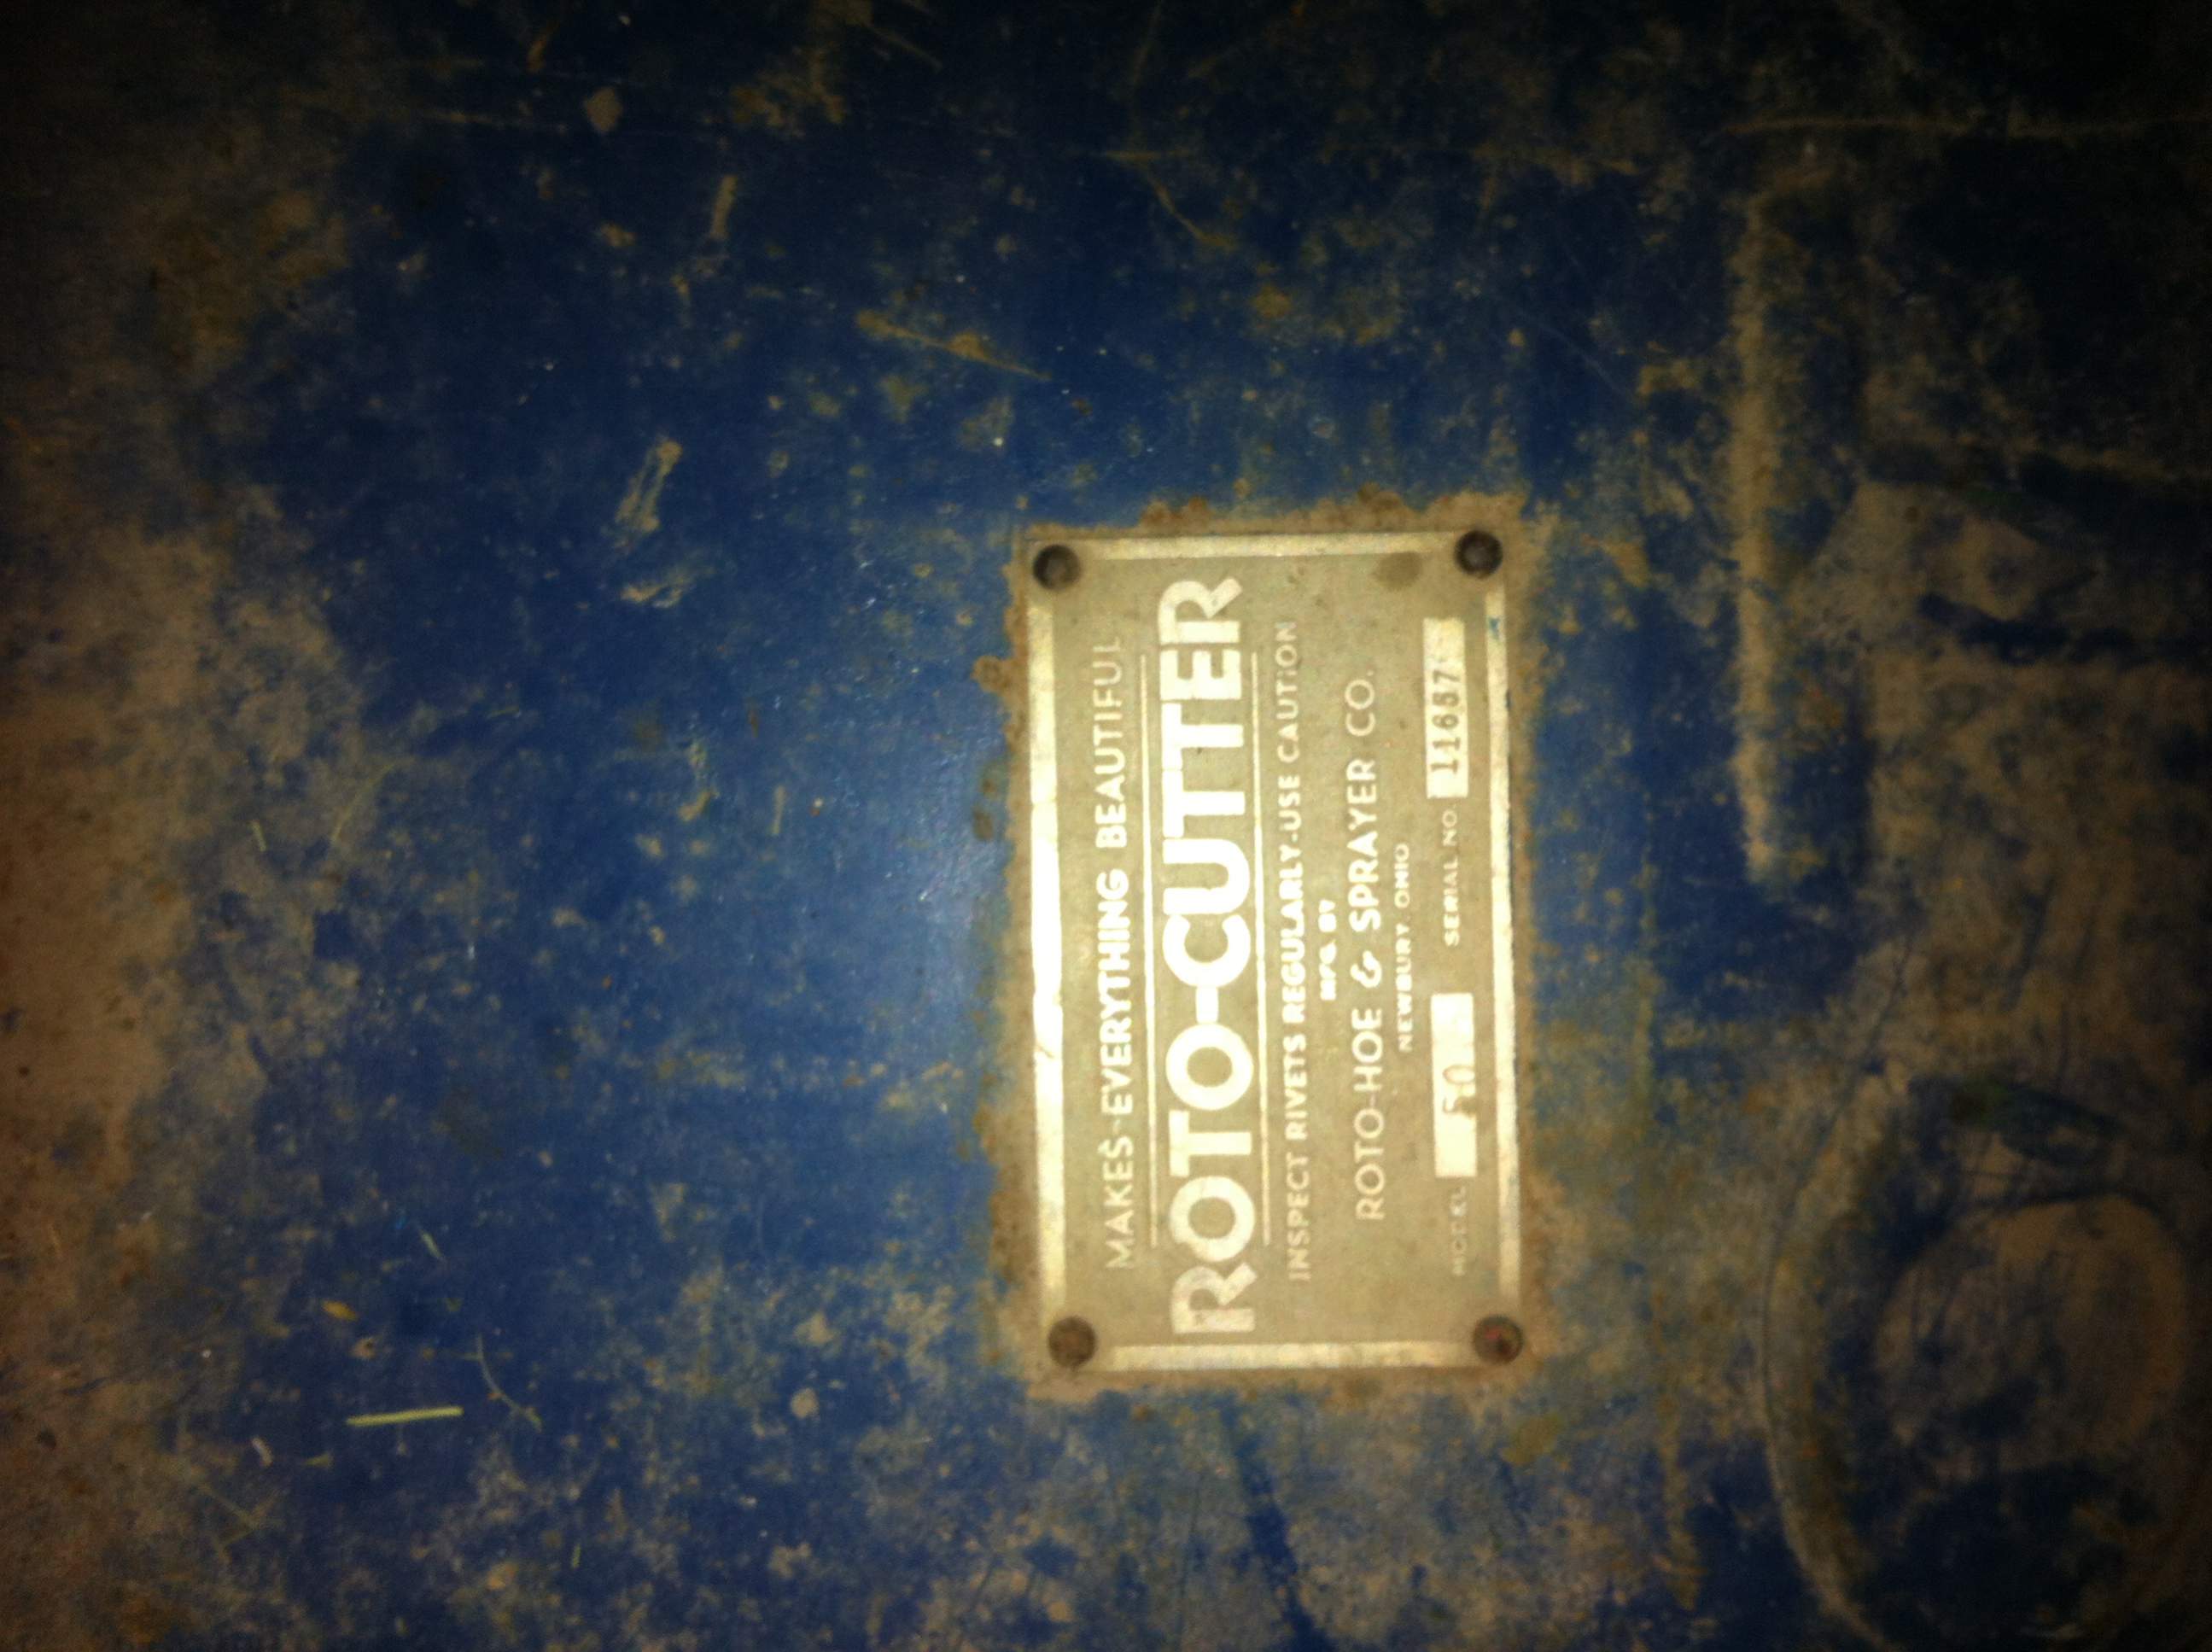 MAKES-EVERYTHING BEAUTIFUL
ROTO-CUTTER
INSPECT RIVETS REGULARLY-USE CAUTION
MFG. BY
ROTO-HOE & SPRAYER CO.
NEWBURY, OHIO
MODEL 50 SERIAL NO.